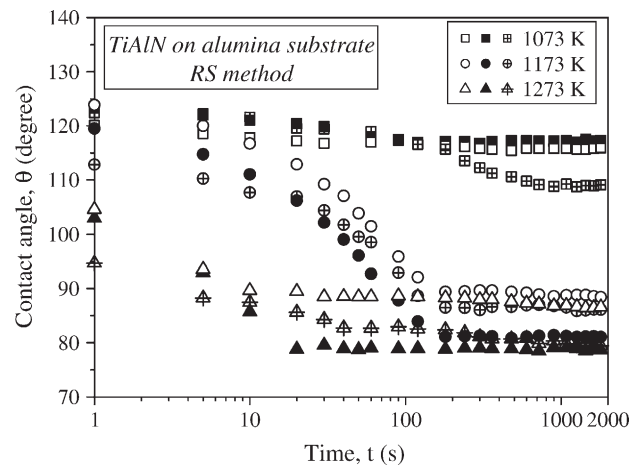 140
130
120
110
100
90
80
70
Contact angle, θ (degree)
TiAlN on alumina substrate
RS method
1073 K
1173 K
1273 K
1
10
100
1000
2000
Time, t (s)